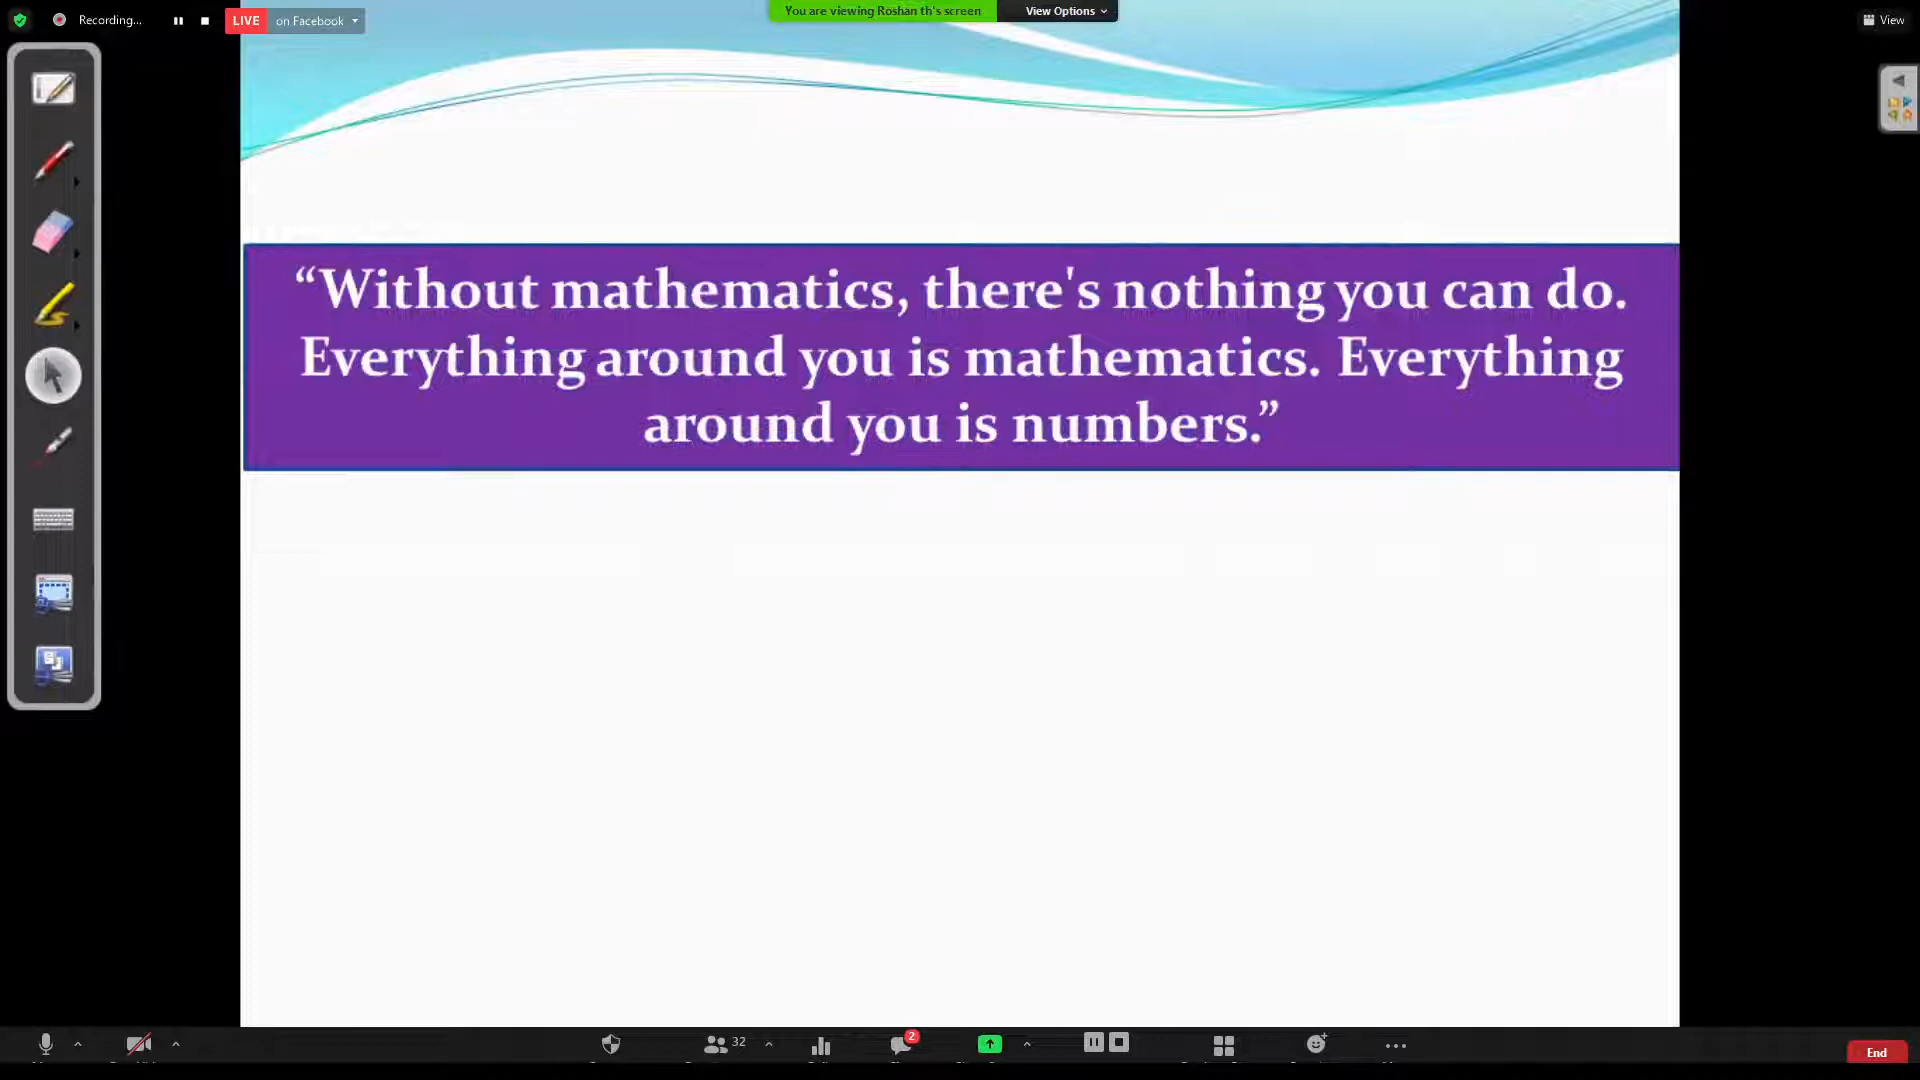 Recording...
LIVE on Facebook
You are viewing Roshan th's screen
View Options
View
“Without mathematics, there's nothing you can do.
Everything around you is mathematics. Everything
around you is numbers.”
32
2
End